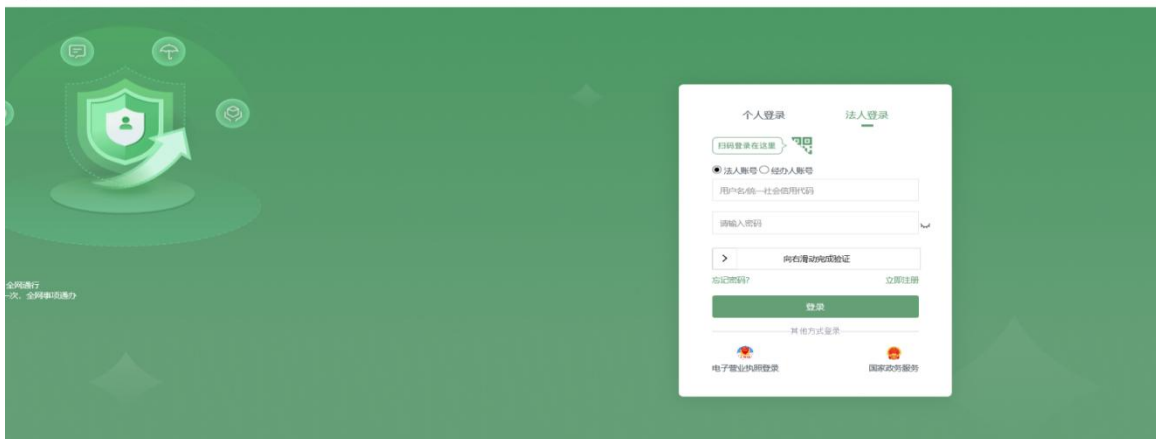 个人登录
法人登录
扫码登录在这里
法人账号 经办人账号
用户名/统一社会信用代码
请输入密码
向右滑动完成验证
忘记密码?
立即注册
登录
其他方式登录
电子营业执照登录
国家政务服务
全网通行
一次，全网事项通办